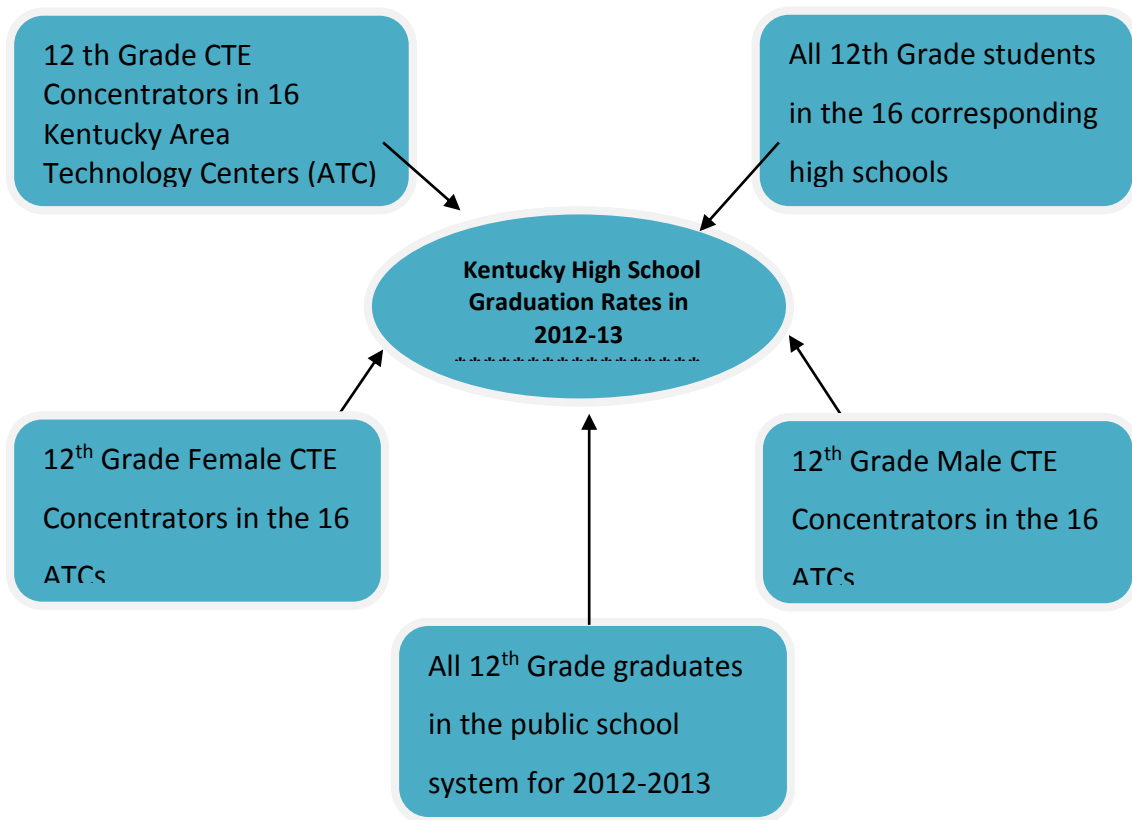 12 th Grade CTE
Concentrators in 16
Kentucky Area
Technology Centers (ATC)
All 12th Grade students
in the 16 corresponding
high schools
Kentucky High School
Graduation Rates in
2012-13
*****************
12th Grade Female CTE
Concentrators in the 16
ATCs
12th Grade Male CTE
Concentrators in the 16
ATCs
All 12th Grade graduates
in the public school
system for 2012-2013